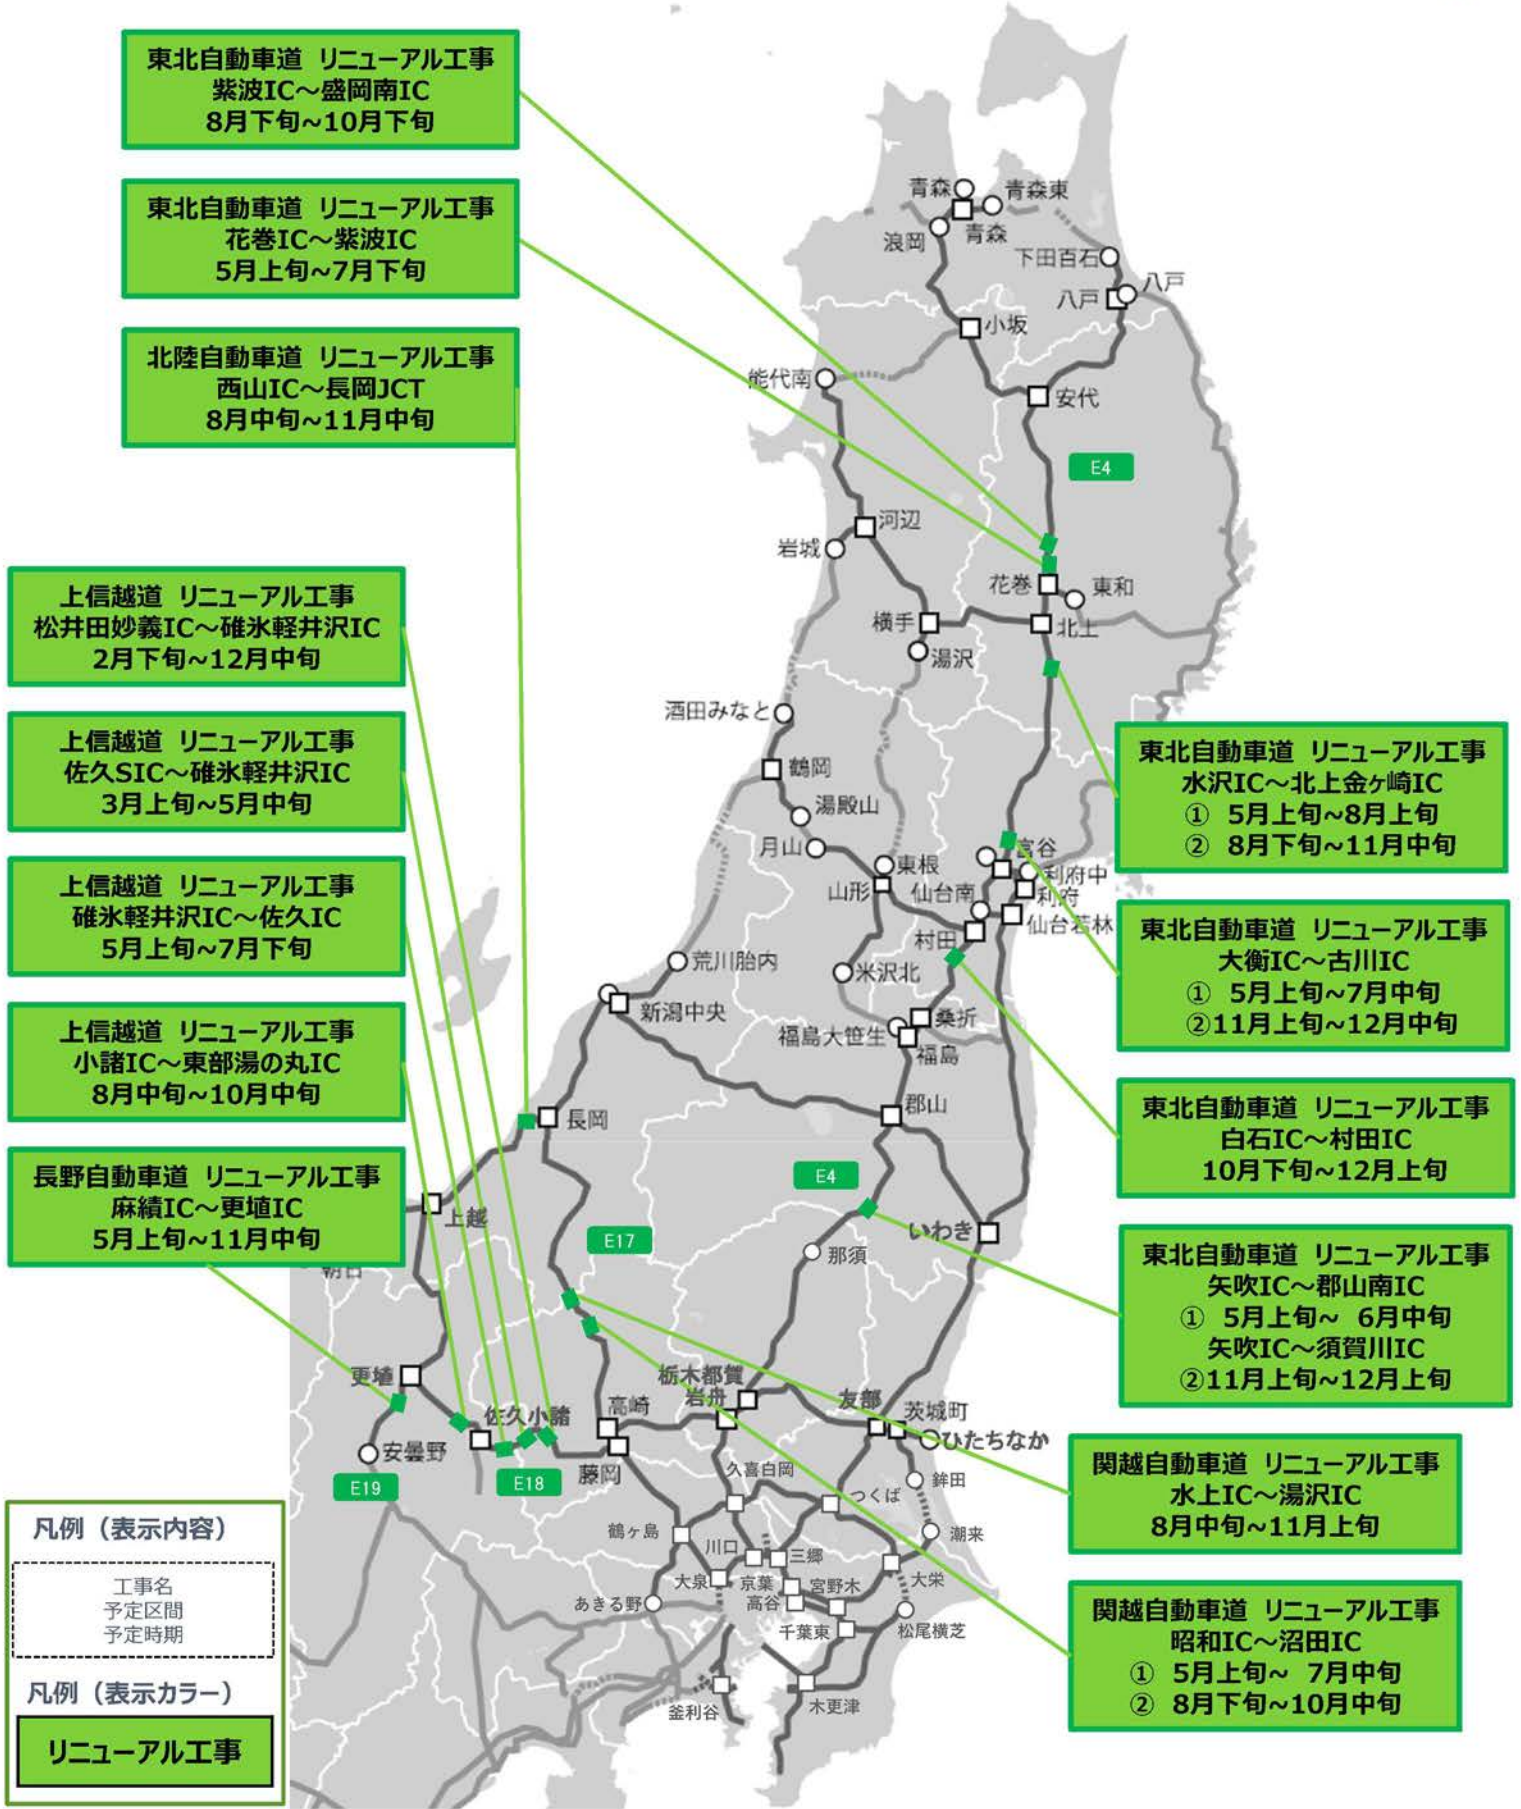 東北自動車道 リニューアル工事
紫波IC～盛岡南IC
8月下旬~10月下旬
東北自動車道 リニューアル工事
花巻IC～紫波IC
5月上旬~7月下旬
北陸自動車道 リニューアル工事
西山IC～長岡JCT
8月中旬~11月中旬
上信越道 リニューアル工事
松井田妙義IC～碓氷軽井沢IC
2月下旬~12月中旬
上信越道 リニューアル工事
佐久SIC～碓氷軽井沢IC
3月上旬~5月中旬
上信越道 リニューアル工事
碓氷軽井沢IC～佐久IC
5月上旬~7月下旬
上信越道 リニューアル工事
小諸IC～東部湯の丸IC
8月中旬~10月中旬
長野自動車道 リニューアル工事
麻績IC～更埴IC
5月上旬~11月中旬
東北自動車道 リニューアル工事
水沢IC～北上金ヶ崎IC
① 5月上旬~8月上旬
② 8月下旬~11月中旬
東北自動車道 リニューアル工事
大衡IC～古川IC
① 5月上旬~7月中旬
②11月上旬~12月中旬
東北自動車道 リニューアル工事
白石IC～村田IC
10月下旬~12月上旬
東北自動車道 リニューアル工事
矢吹IC～郡山南IC
① 5月上旬~ 6月中旬
矢吹IC～須賀川IC
②11月上旬~12月上旬
関越自動車道 リニューアル工事
水上IC～湯沢IC
8月中旬~11月上旬
関越自動車道 リニューアル工事
昭和IC～沼田IC
① 5月上旬~ 7月中旬
② 8月下旬~10月中旬
青森
青森東
浪岡
青森
下田百石
八戸
八戸
小坂
能代南
安代
E4
河辺
岩城
花巻
東和
横手
北上
湯沢
酒田みなと
鶴岡
湯殿山
月山
東根
富谷
利府中
山形
仙台南
利府
仙台若林
村田
荒川胎内
米沢北
新潟中央
桑折
福島大笹生
福島
長岡
郡山
E4
上越
いわき
E17
那須
朝日
更埴
栃木都賀
岩舟
高崎
友部
茨城町
佐久小諸
ひたちなか
安曇野
藤岡
久喜白岡
E19
E18
鉾田
つくば
鶴ヶ島
川口
三郷
潮来
大泉
京葉
宮野木
大栄
あきる野
高谷
千葉東
松尾横芝
釜利谷
木更津
凡例（表示内容）
工事名
予定区間
予定時期
凡例（表示カラー）
リニューアル工事